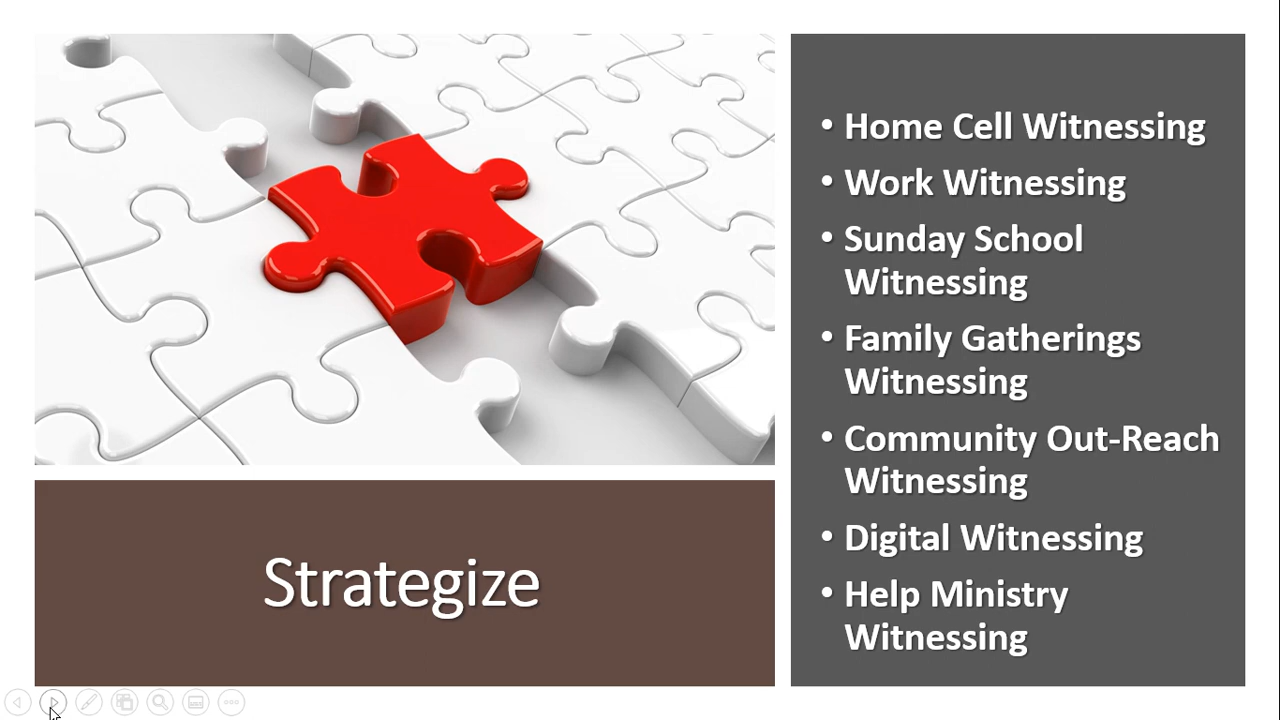 • Home Cell Witnessing
• Work Witnessing
• Sunday School
Witnessing
• Family Gatherings
Witnessing
• Community Out-Reach
Witnessing
• Digital Witnessing
• Help Ministry
Witnessing
Strategize